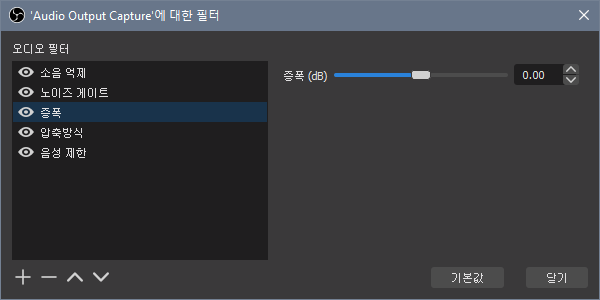 'Audio Output Capture'에 대한 필터
오디오 필터
소음 억제
노이즈 게이트
증폭
압축방식
음성 제한
증폭 (dB)
0.00
기본값
닫기